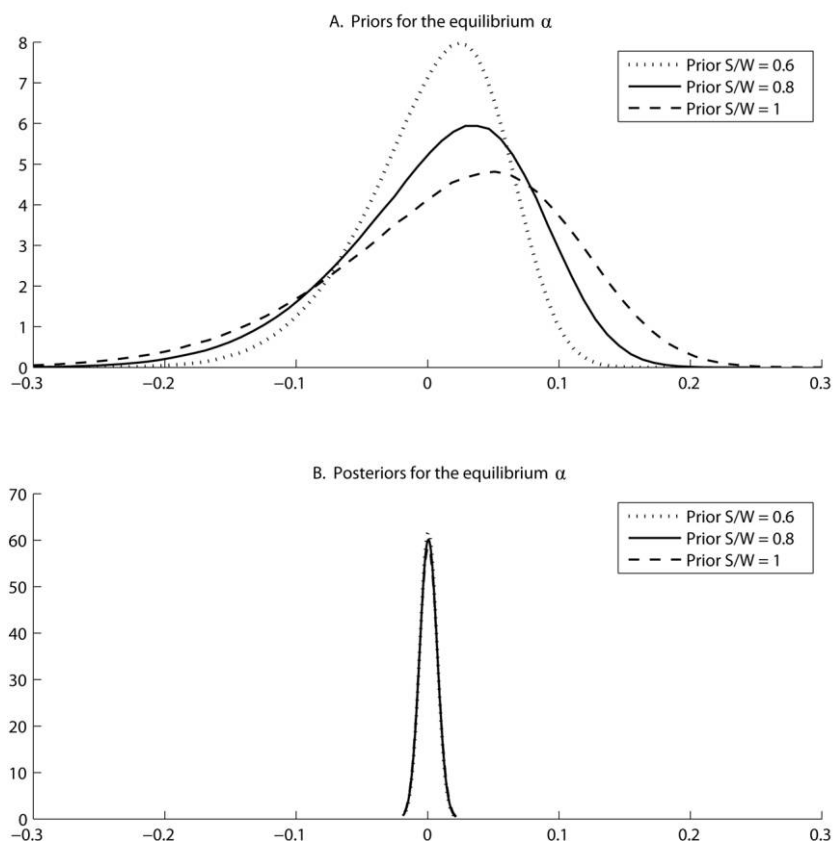 A. Priors for the equilibrium α
8
7
6
5
4
3
2
1
0
Prior S/W = 0.6
Prior S/W = 0.8
Prior S/W = 1
−0.3 −0.2 −0.1 0 0.1 0.2 0.3
B. Posteriors for the equilibrium α
70
60
50
40
30
20
10
0
Prior S/W = 0.6
Prior S/W = 0.8
Prior S/W = 1
−0.3 −0.2 −0.1 0 0.1 0.2 0.3